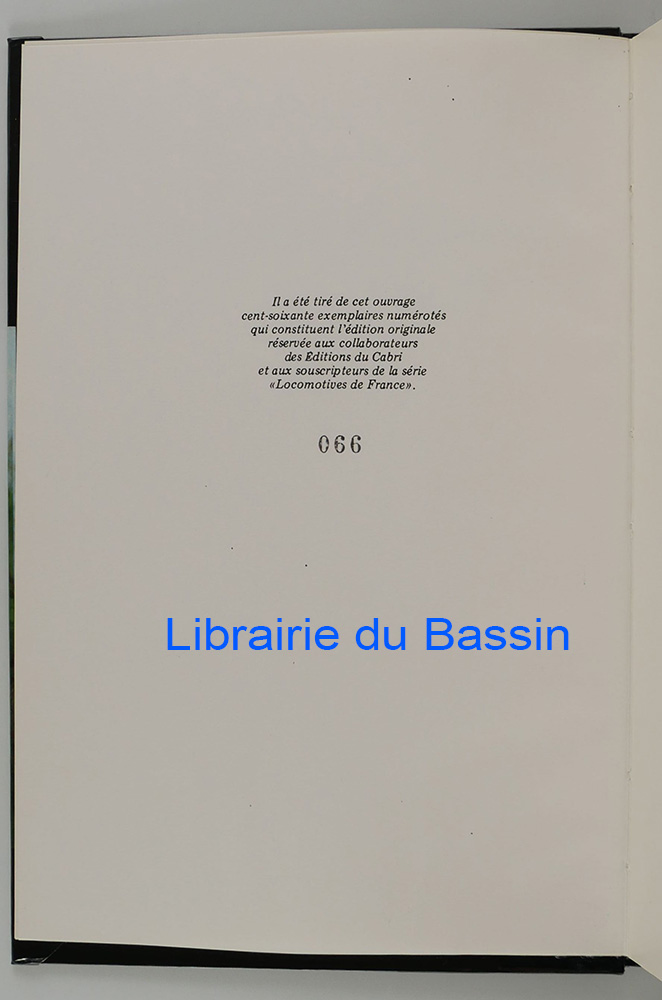 Il a été tiré de cet ouvrage
cent-soixante exemplaires numérotés
qui constituent l'édition originale
réservée aux collaborateurs
des Éditions du Cabri
et aux souscripteurs de la série
«Locomotives de France».
066
Librairie du Bassin